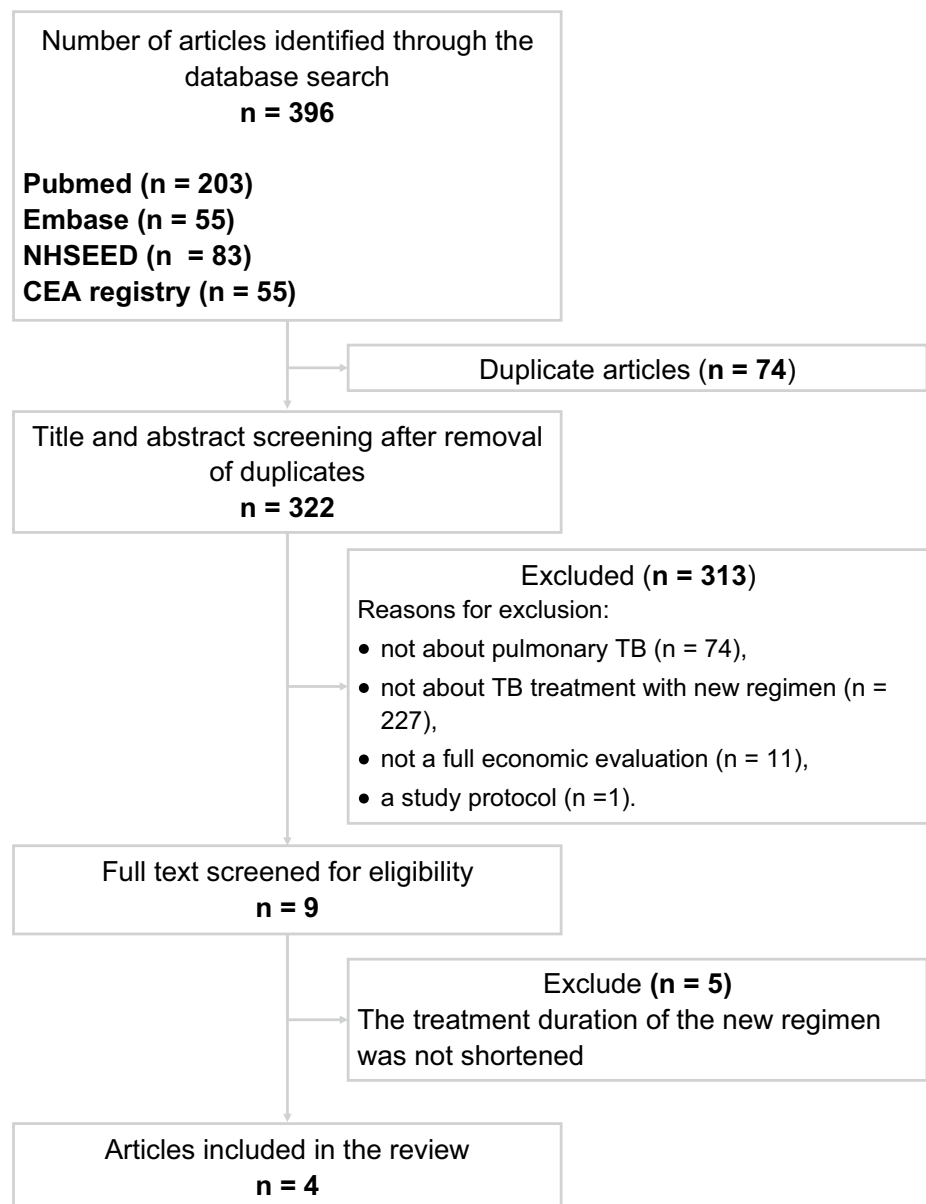 Number of articles identified through the
database search
n = 396
Pubmed (n = 203)
Embase (n = 55)
NHSEED (n  = 83)
CEA registry (n = 55)
Duplicate articles (n = 74)
Title and abstract screening after removal
of duplicates
n = 322
Excluded (n = 313)
Reasons for exclusion:
• not about pulmonary TB (n = 74),
• not about TB treatment with new regimen (n =
227),
• not a full economic evaluation (n = 11),
• a study protocol (n =1).
Full text screened for eligibility
n = 9
Exclude (n = 5)
The treatment duration of the new regimen
was not shortened
Articles included in the review
n = 4